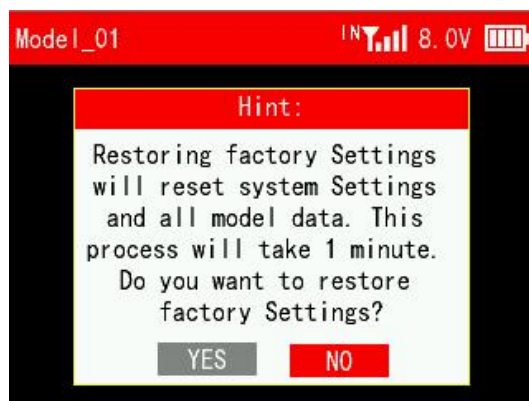 Model_01 IN 8.0V
Hint:
Restoring factory Settings
will reset system Settings
and all model data. This
process will take 1 minute.
Do you want to restore
factory Settings?
YES NO